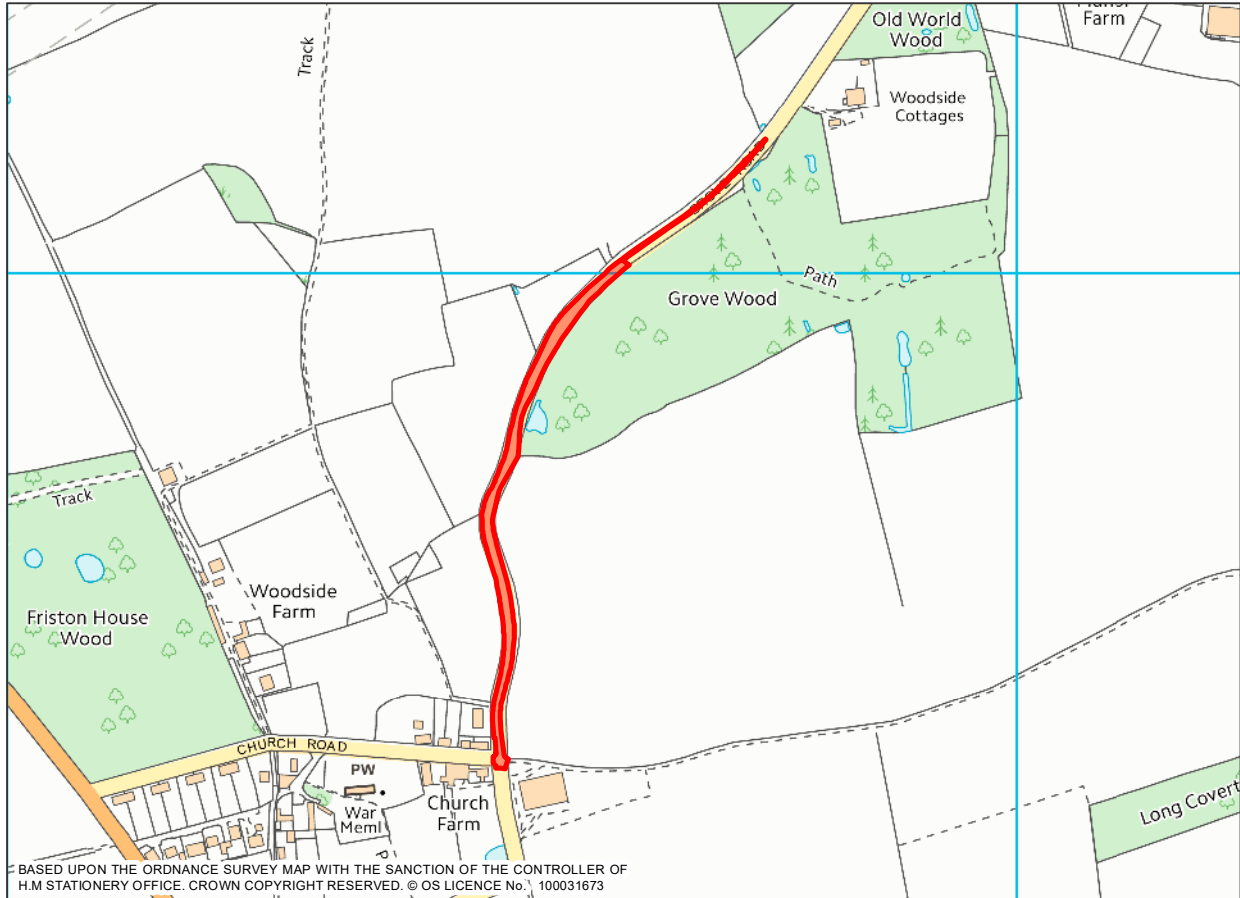 Old World
Wood
Farm
Track
Woodside
Cottages
GROVE ROAD
Path
Grove Wood
Track
Woodside
Farm
Friston House
Wood
CHURCH ROAD
PW
War
Meml
Church
Farm
Long Covert
BASED UPON THE ORDNANCE SURVEY MAP WITH THE SANCTION OF THE CONTROLLER OF
H.M STATIONERY OFFICE. CROWN COPYRIGHT RESERVED. © OS LICENCE No. 100031673